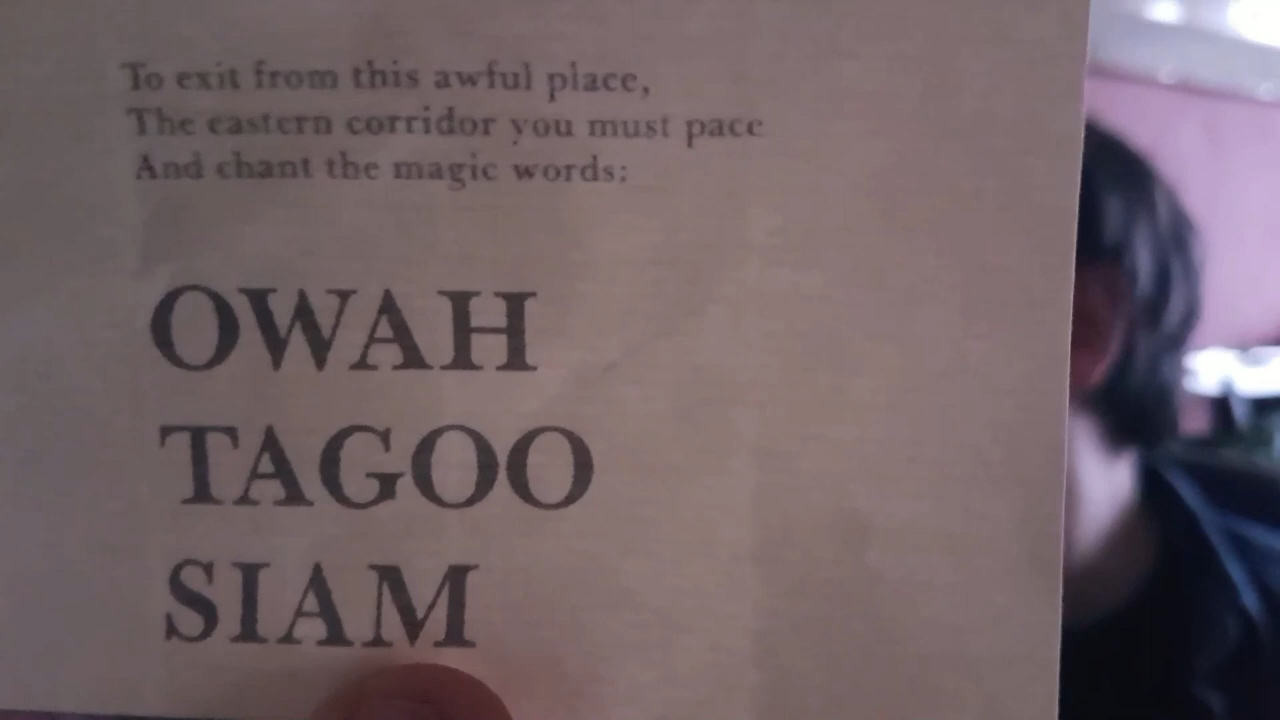 To exit from this awful place,
The eastern corridor you must pace
And chant the magic words:
OWAH
TAGOO
SIAM